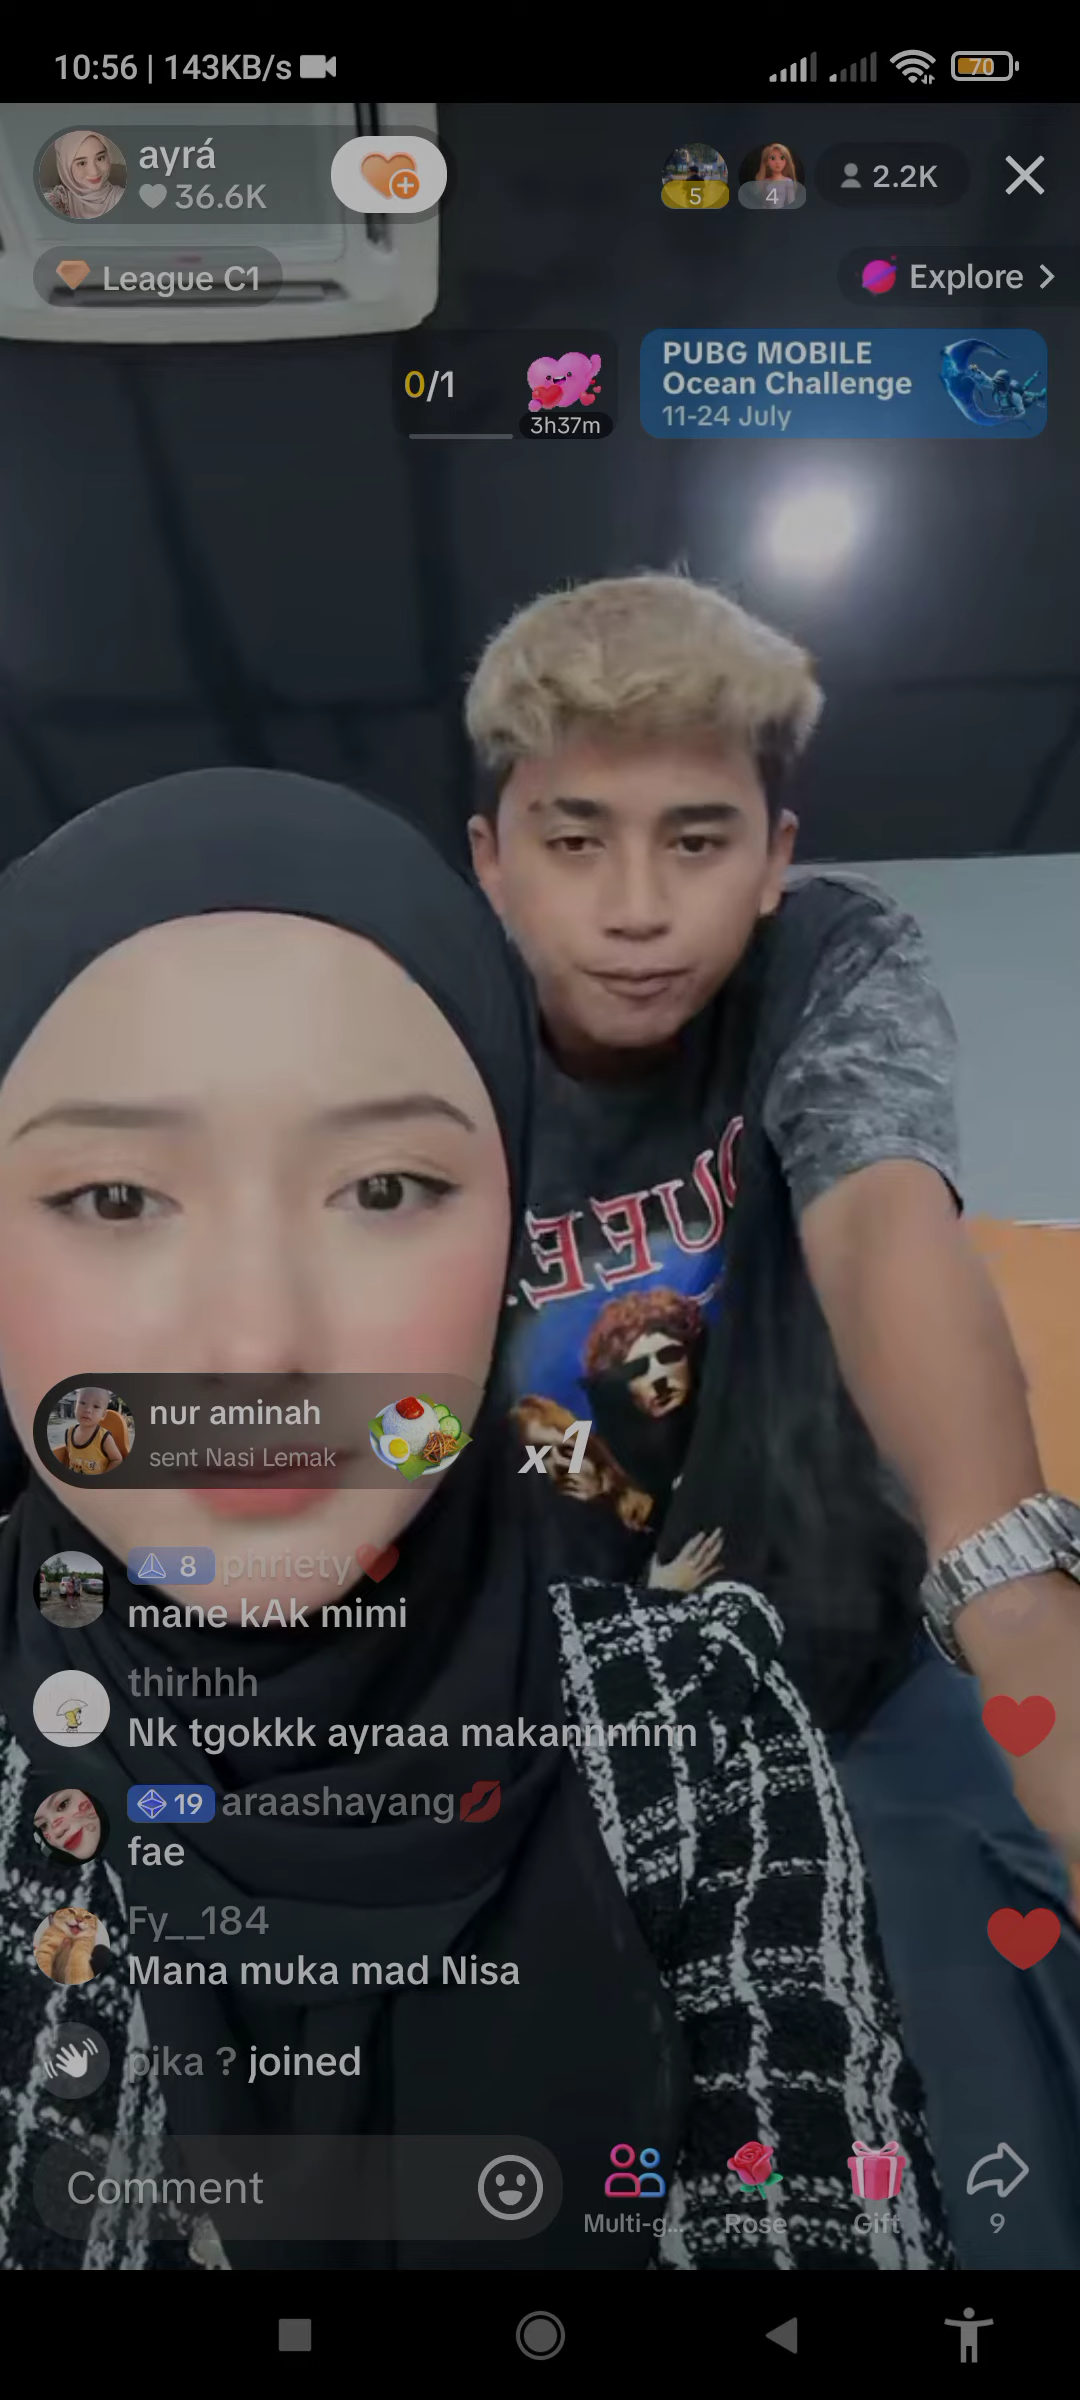 10:56 | 143KB/s
70
ayrá
36.6K
5
4
2.2K
League C1
Explore
0/1
3h37m
PUBG MOBILE
Ocean Challenge
11-24 July
QUEE
nur aminah
sent Nasi Lemak
x1
8 phriety
mane kAk mimi
thirhhh
Nk tgokkk ayraaa makannnnnn
19 araashayang
fae
Fy__184
Mana muka mad Nisa
pika ? joined
Comment
Multi-g...
Rose
Gift
9